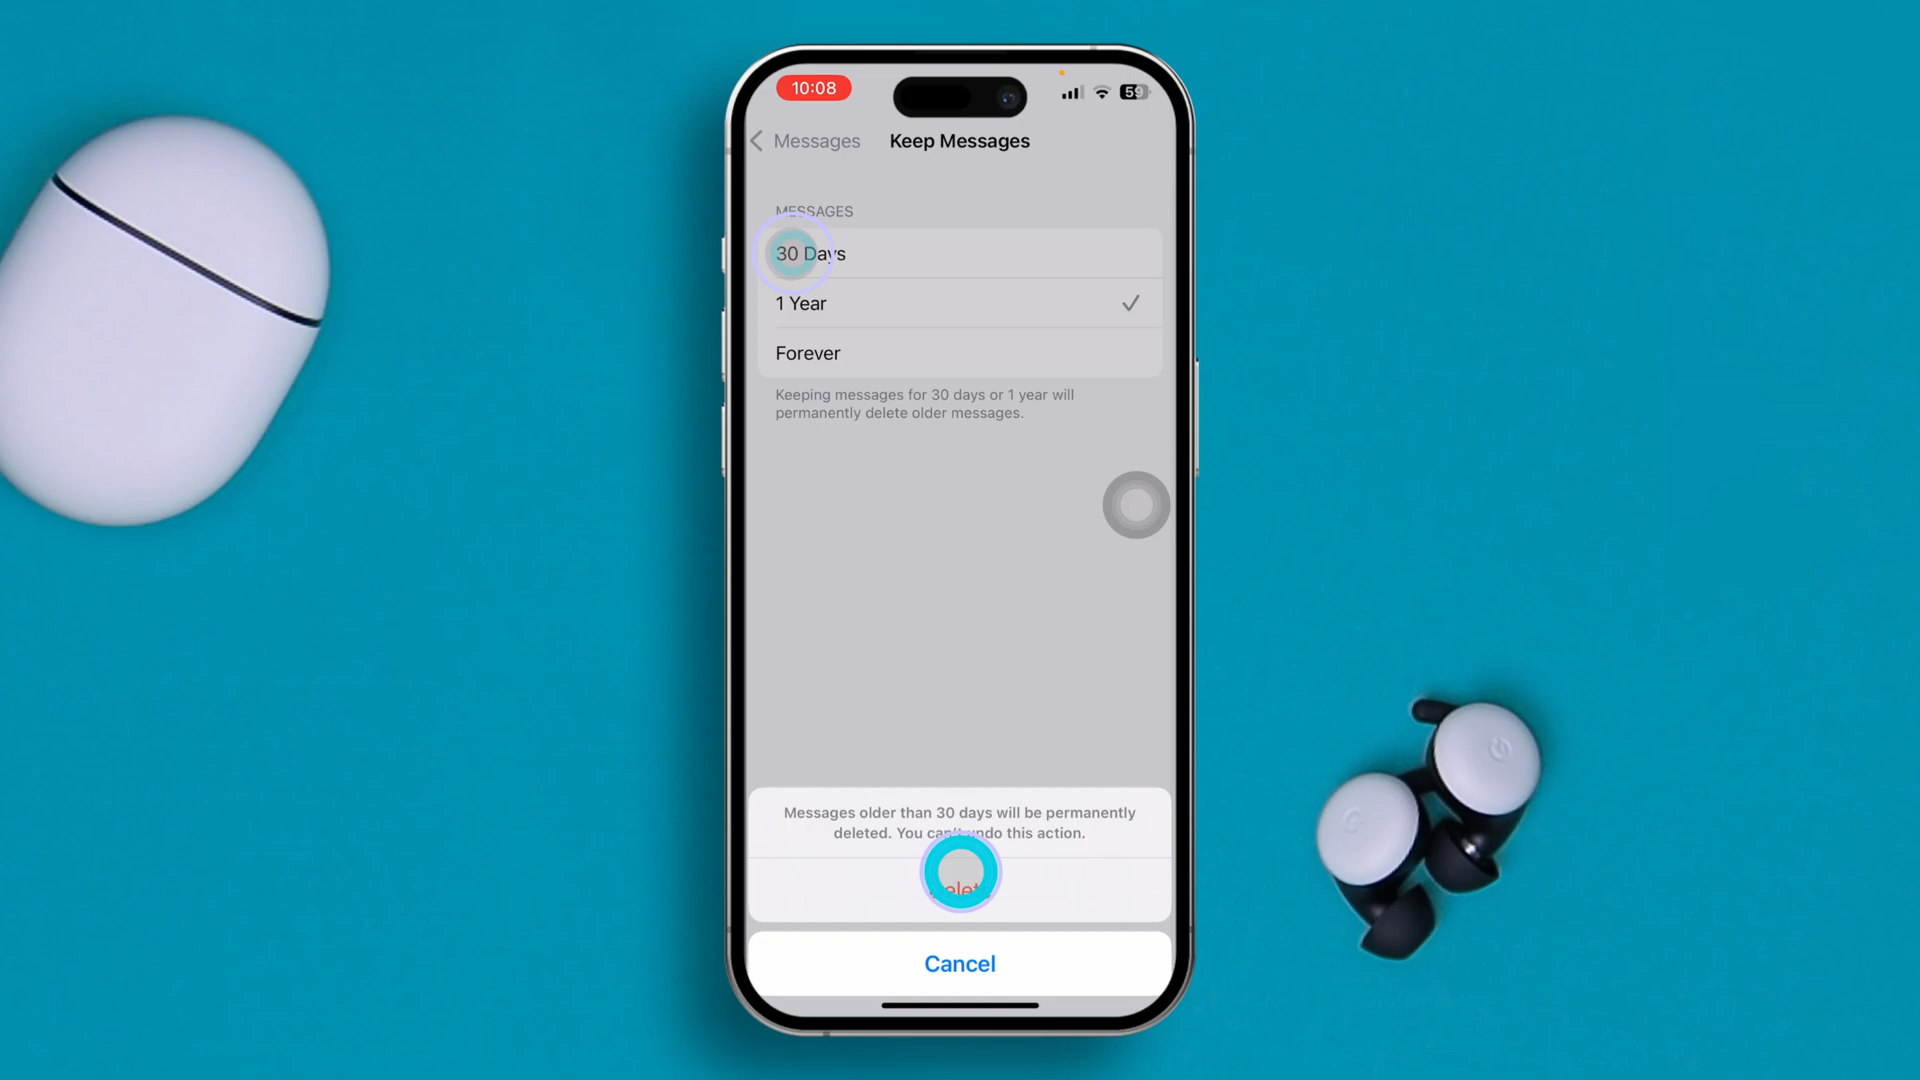 10:08
59
Messages
Keep Messages
MESSAGES
30 Days
1 Year
Forever
Keeping messages for 30 days or 1 year will
permanently delete older messages.
Messages older than 30 days will be permanently
deleted. You can't undo this action.
Delete
Cancel